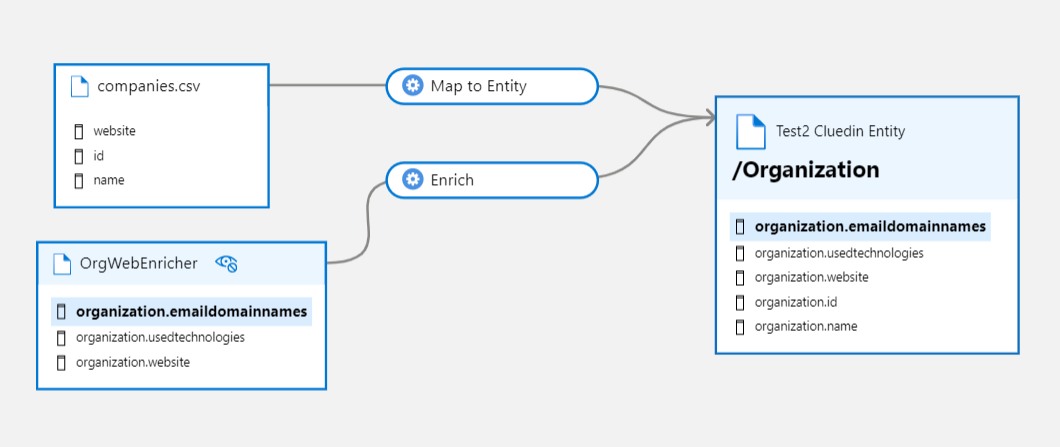 companies.csv
website
id
name
Map to Entity
Enrich
OrgWebEnricher
organization.emaildomainnames
organization.usedtechnologies
organization.website
Test2 Cluedin Entity
/Organization
organization.emaildomainnames
organization.usedtechnologies
organization.website
organization.id
organization.name